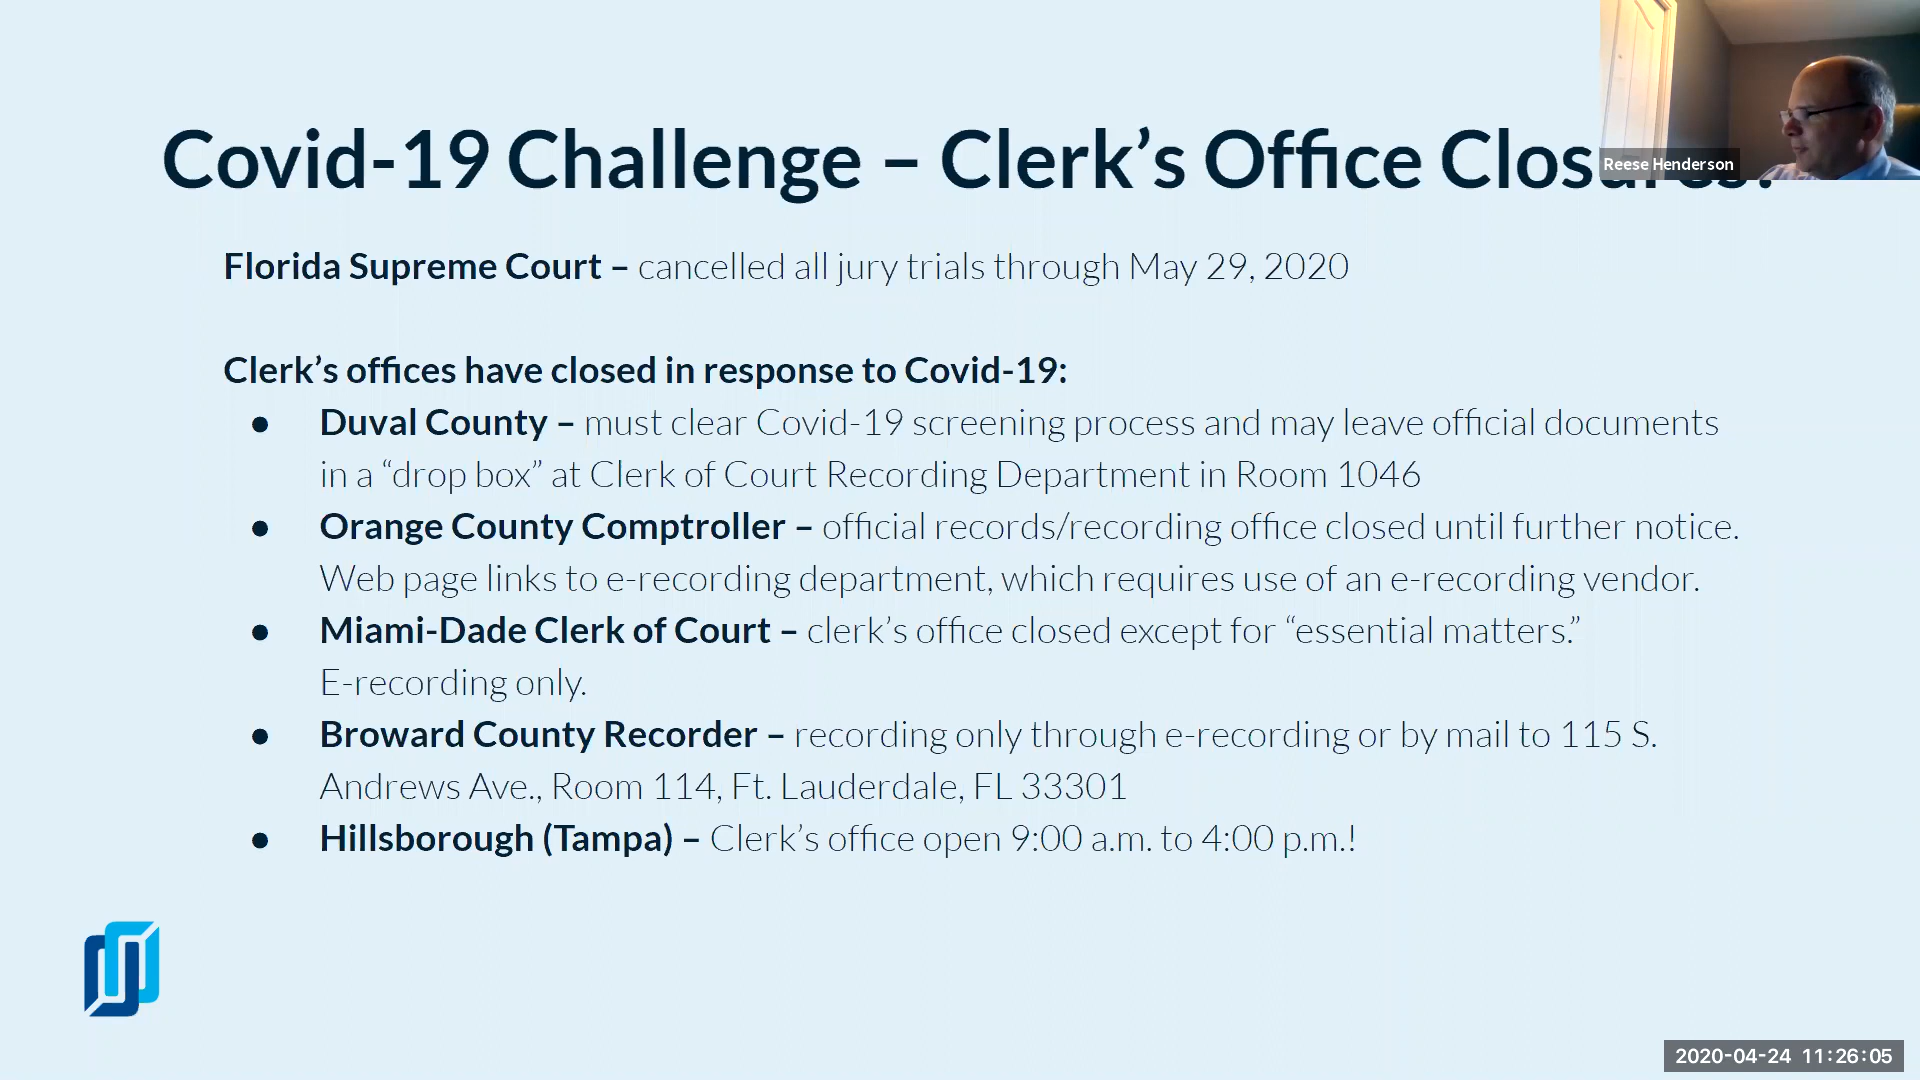 Covid-19 Challenge – Clerk’s Office
Reese Henderson
Florida Supreme Court – cancelled all jury trials through May 29, 2020
Clerk’s offices have closed in response to Covid-19:
● Duval County – must clear Covid-19 screening process and may leave official documents
in a “drop box” at Clerk of Court Recording Department in Room 1046
● Orange County Comptroller – official records/recording office closed until further notice.
Web page links to e-recording department, which requires use of an e-recording vendor.
● Miami-Dade Clerk of Court – clerk’s office closed except for “essential matters.”
E-recording only.
● Broward County Recorder – recording only through e-recording or by mail to 115 S.
Andrews Ave., Room 114, Ft. Lauderdale, FL 33301
● Hillsborough (Tampa) – Clerk’s office open 9:00 a.m. to 4:00 p.m.!
2020-04-24 11:26:05